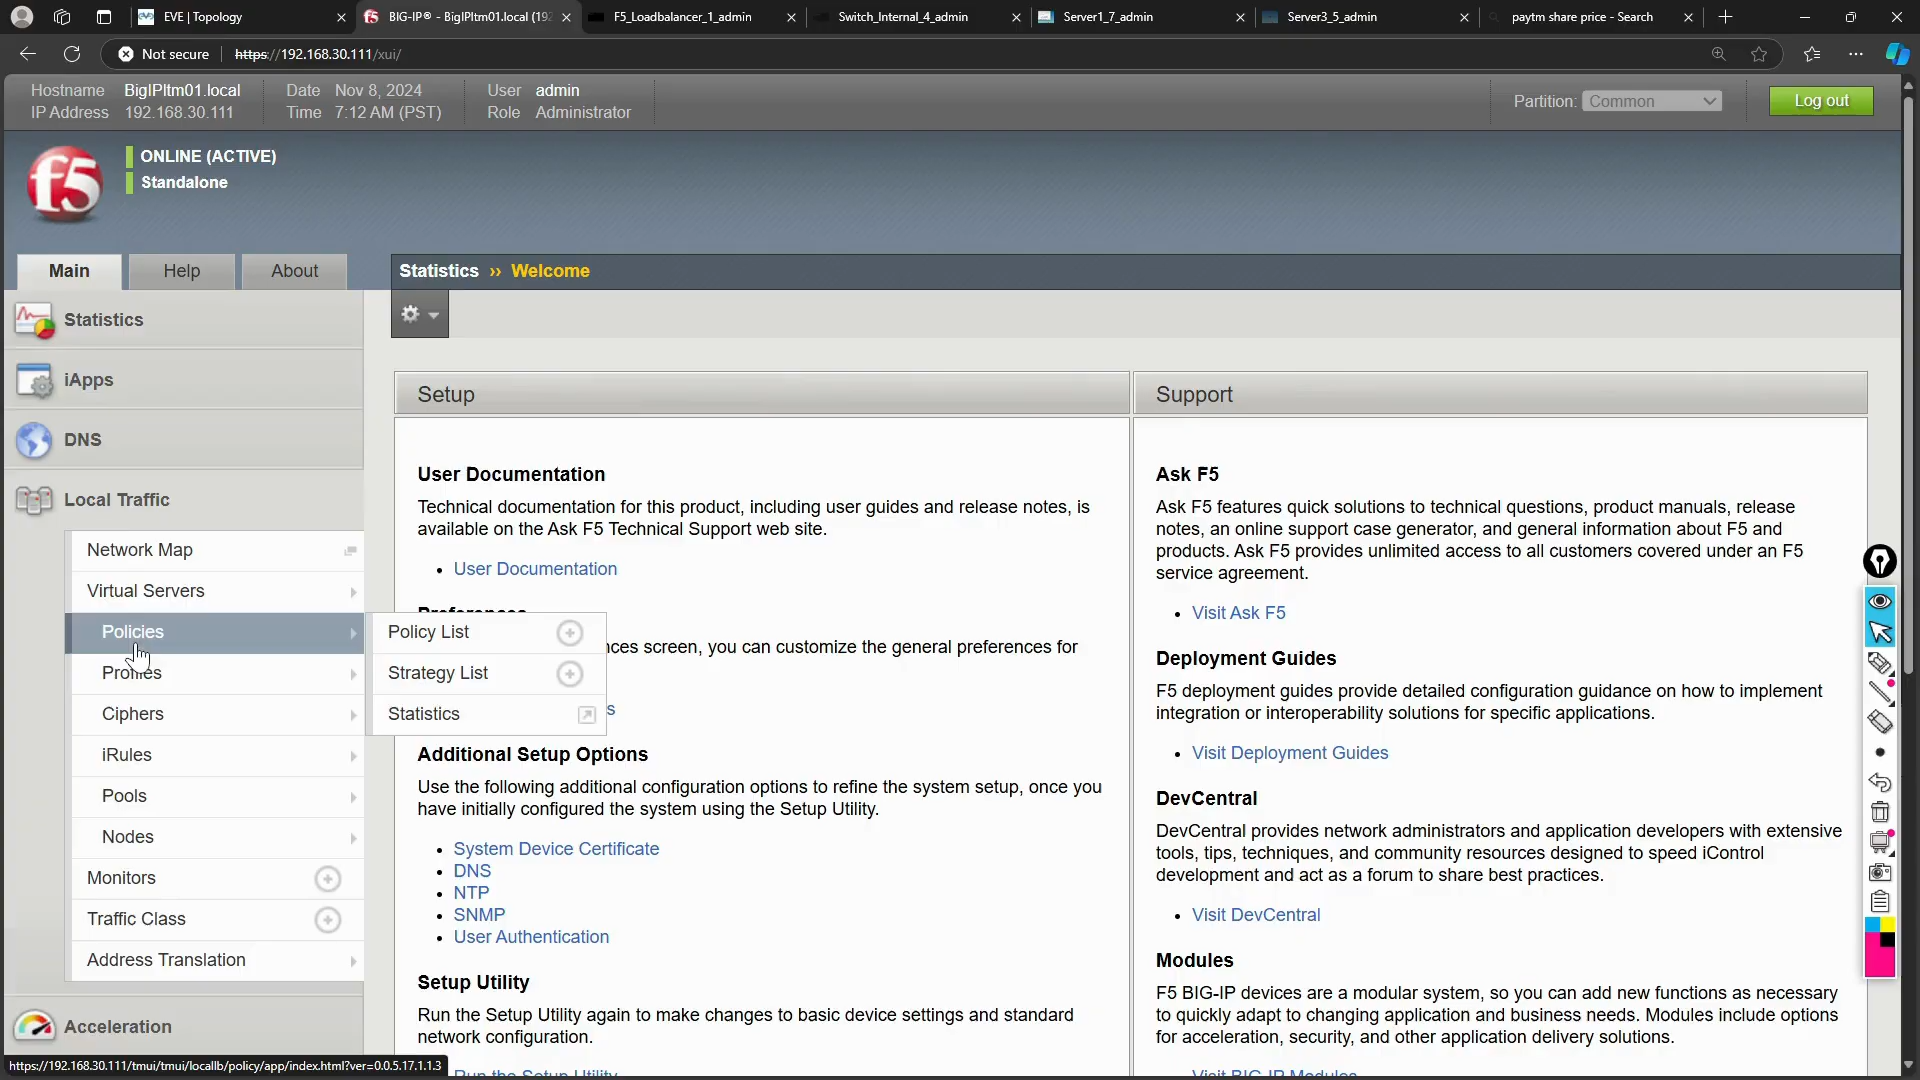 EVE | Topology
BIG-IP® - BigIPltm01.local (192
F5_Loadbalancer_1_admin
Switch_Internal_4_admin
Server1_7_admin
Server3_5_admin
paytm share price - Search
Not secure
https://192.168.30.111/xui/
Hostname BigIPltm01.local
IP Address 192.168.30.111
Date Nov 8, 2024
Time 7:12 AM (PST)
User admin
Role Administrator
Partition: Common
Log out
f5
ONLINE (ACTIVE)
Standalone
Main
Help
About
Statistics ›› Welcome
Statistics
iApps
DNS
Local Traffic
Network Map
Virtual Servers
Policies
Profiles
Ciphers
iRules
Pools
Nodes
Monitors
Traffic Class
Address Translation
Acceleration
Policy List
Strategy List
Statistics
Setup
User Documentation
Technical documentation for this product, including user guides and release notes, is
available on the Ask F5 Technical Support web site.
User Documentation
Preferences
nces screen, you can customize the general preferences for
s
Additional Setup Options
Use the following additional configuration options to refine the system setup, once you
have initially configured the system using the Setup Utility.
System Device Certificate
DNS
NTP
SNMP
User Authentication
Setup Utility
Run the Setup Utility again to make changes to basic device settings and standard
network configuration.
Run the Setup Utility
Support
Ask F5
Ask F5 features quick solutions to technical questions, product manuals, release
notes, an online support case generator, and general information about F5 and
products. Ask F5 provides unlimited access to all customers covered under an F5
service agreement.
Visit Ask F5
Deployment Guides
F5 deployment guides provide detailed configuration guidance on how to implement
integration or interoperability solutions for specific applications.
Visit Deployment Guides
DevCentral
DevCentral provides network administrators and application developers with extensive
tools, tips, techniques, and community resources designed to speed iControl
development and act as a forum to share best practices.
Visit DevCentral
Modules
F5 BIG-IP devices are a modular system, so you can add new functions as necessary
to quickly adapt to changing application and business needs. Modules include options
for acceleration, security, and other application delivery solutions.
Visit BIG-IP Modules
https://192.168.30.111/tmui/tmui/locallb/policy/app/index.html?ver=0.0.5.17.1.1.3